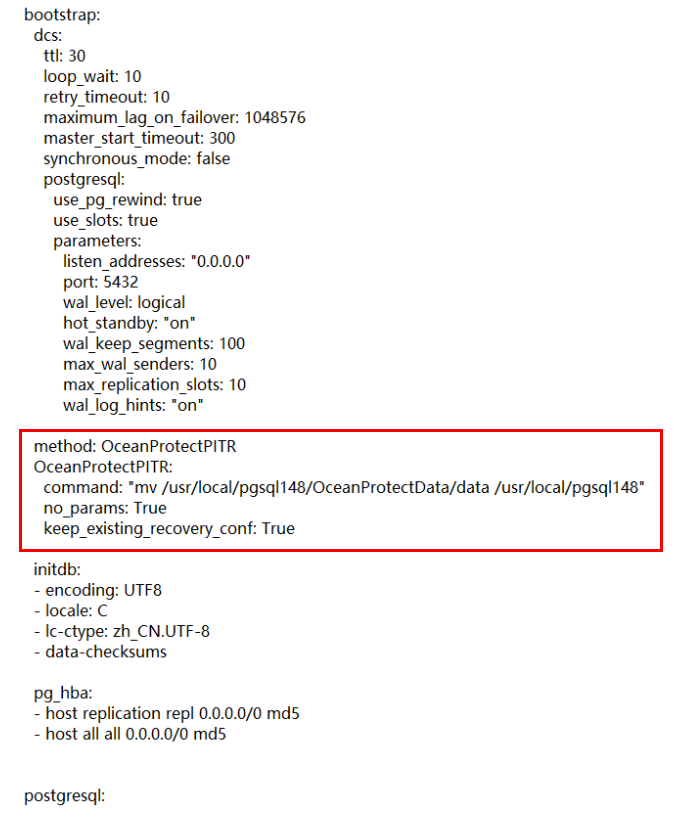 bootstrap:
  dcs:
    ttl: 30
    loop_wait: 10
    retry_timeout: 10
    maximum_lag_on_failover: 1048576
    master_start_timeout: 300
    synchronous_mode: false
    postgresql:
      use_pg_rewind: true
      use_slots: true
      parameters:
        listen_addresses: "0.0.0.0"
        port: 5432
        wal_level: logical
        hot_standby: "on"
        wal_keep_segments: 100
        max_wal_senders: 10
        max_replication_slots: 10
        wal_log_hints: "on"
  method: OceanProtectPITR
  OceanProtectPITR:
    command: "mv /usr/local/pgsql148/OceanProtectData/data /usr/local/pgsql148"
    no_params: True
    keep_existing_recovery_conf: True
  initdb:
  - encoding: UTF8
  - locale: C
  - lc-ctype: zh_CN.UTF-8
  - data-checksums
  pg_hba:
  - host replication repl 0.0.0.0/0 md5
  - host all all 0.0.0.0/0 md5
postgresql: